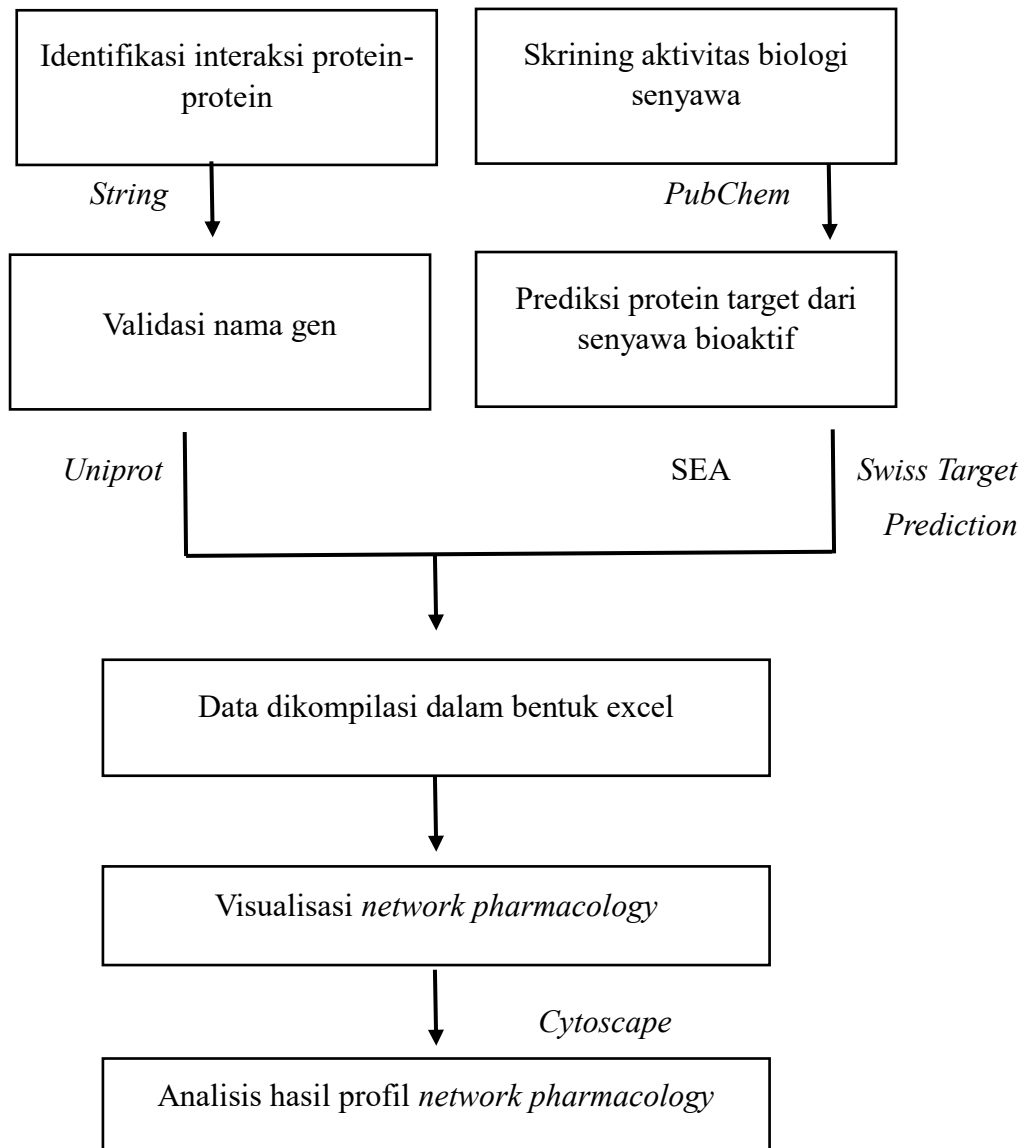 Identifikasi interaksi protein-
protein
Skrining aktivitas biologi
senyawa
String
PubChem
Validasi nama gen
Prediksi protein target dari
senyawa bioaktif
Uniprot
SEA
Swiss Target
Prediction
Data dikompilasi dalam bentuk excel
Visualisasi network pharmacology
Cytoscape
Analisis hasil profil network pharmacology